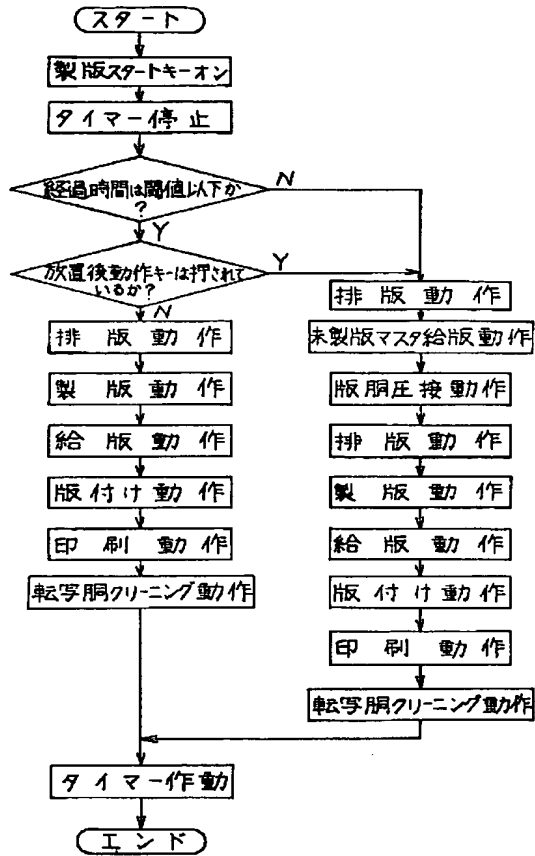 スタート
製版スタートキーオン
タイマー停止
経過時間は閾値以下か
?
N
Y
放置後動作キーは押されて
いるか?
Y
N
排版動作
製版動作
給版動作
版付け動作
印刷動作
転写胴クリーニング動作
排版動作
未製版マスタ給版動作
版胴圧接動作
排版動作
製版動作
給版動作
版付け動作
印刷動作
転写胴クリーニング動作
タイマー作動
エンド